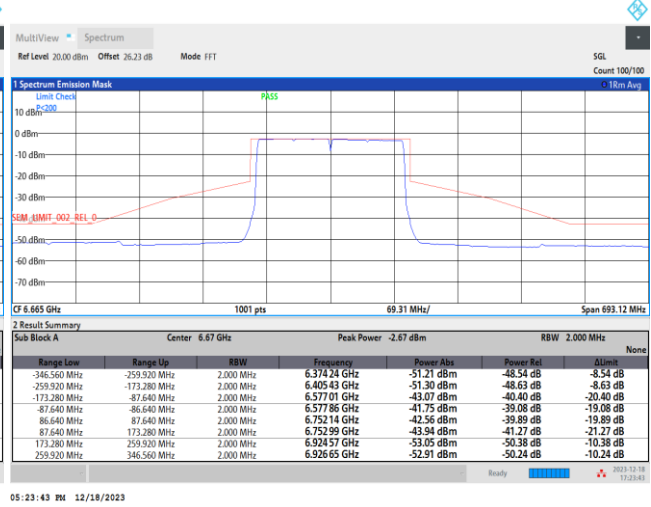 MultiView Spectrum
Ref Level 20.00 dBm Offset 26.23 dB Mode FFT SGL
Count 100/100
1 Spectrum Emission Mask 1Rm Avg
Limit Check PASS
P<200
10 dBm
0 dBm
-10 dBm
-20 dBm
-30 dBm
SEM_LIMIT_002_REL_0
-50 dBm
-60 dBm
-70 dBm
CF 6.665 GHz 1001 pts 69.31 MHz/ Span 693.12 MHz
2 Result Summary
Sub Block A Center 6.67 GHz Peak Power -2.67 dBm RBW 2.000 MHz
None
Range Low Range Up RBW Frequency Power Abs Power Rel ΔLimit
-346.560 MHz -259.920 MHz 2.000 MHz 6.374 24 GHz -51.21 dBm -48.54 dB -8.54 dB
-259.920 MHz -173.280 MHz 2.000 MHz 6.405 43 GHz -51.30 dBm -48.63 dB -8.63 dB
-173.280 MHz -87.640 MHz 2.000 MHz 6.577 01 GHz -43.07 dBm -40.40 dB -20.40 dB
-87.640 MHz -86.640 MHz 2.000 MHz 6.577 86 GHz -41.75 dBm -39.08 dB -19.08 dB
86.640 MHz 87.640 MHz 2.000 MHz 6.752 14 GHz -42.56 dBm -39.89 dB -19.89 dB
87.640 MHz 173.280 MHz 2.000 MHz 6.752 99 GHz -43.94 dBm -41.27 dB -21.27 dB
173.280 MHz 259.920 MHz 2.000 MHz 6.924 57 GHz -53.05 dBm -50.38 dB -10.38 dB
259.920 MHz 346.560 MHz 2.000 MHz 6.926 65 GHz -52.91 dBm -50.24 dB -10.24 dB
Ready 2023-12-18
17:23:43
05:23:43 PM 12/18/2023